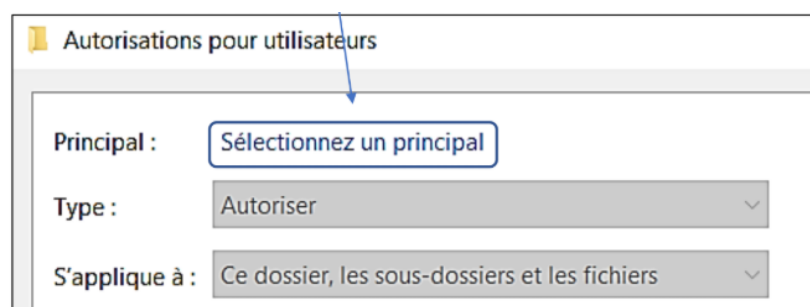 Autorisations pour utilisateurs
Principal : Sélectionnez un principal
Type : Autoriser
S'applique à : Ce dossier, les sous-dossiers et les fichiers